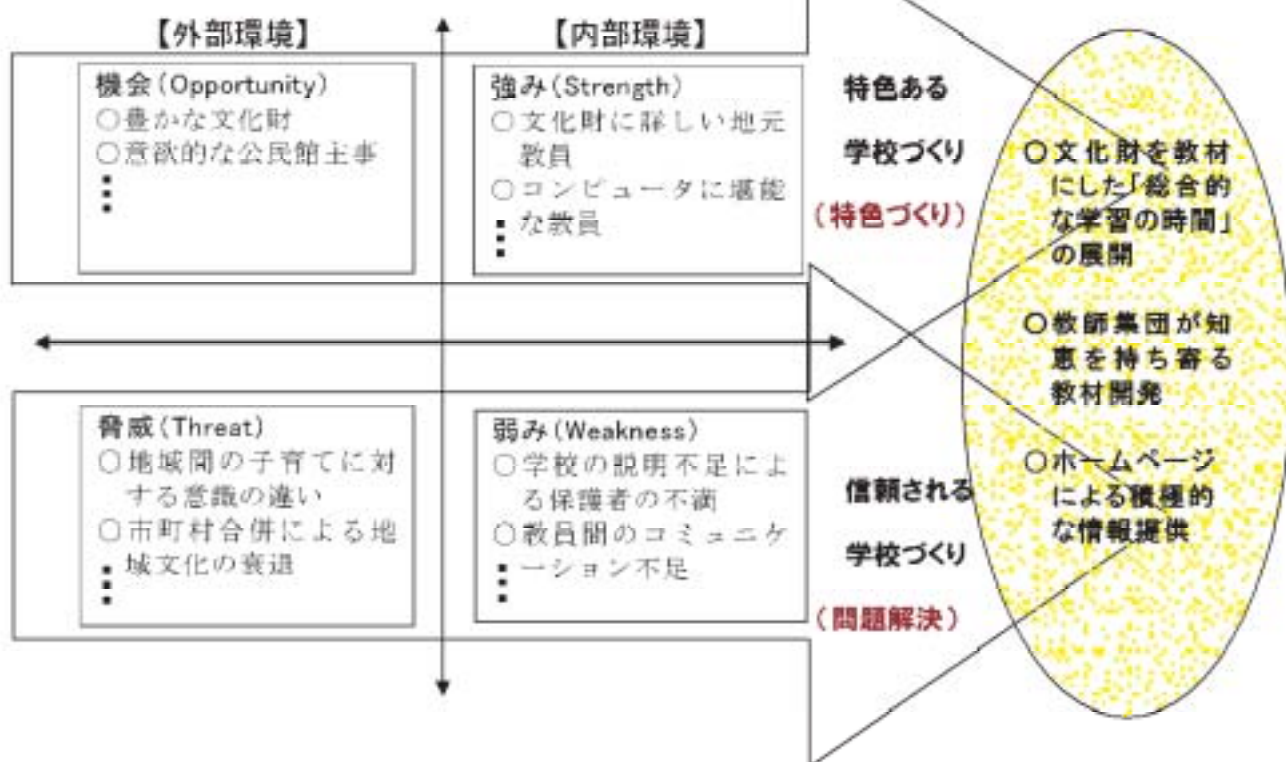 【外部環境】
【内部環境】
機会(Opportunity)
○豊かな文化財
○意欲的な公民館主事
強み(Strength)
○文化財に詳しい地元
教員
○コンピュータに堪能
な教員
特色ある
学校づくり
(特色づくり)
脅威(Threat)
○地域間の子育てに対
する意識の違い
○市町村合併による地
域文化の衰退
弱み(Weakness)
○学校の説明不足によ
る保護者の不満
○教員間のコミュニケ
ーション不足
信頼される
学校づくり
(問題解決)
○文化財を教材
にした「総合的
な学習の時間」
の展開
○教師集団が知
恵を持ち寄る
教材開発
○ホームページ
による積極的
な情報提供